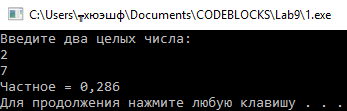 C:\Users\┬хюэшф\Documents\CODEBLOCKS\Lab9\1.exe
Введите два целых числа:
2
7
Частное = 0,286
Для продолжения нажмите любую клавишу . . .